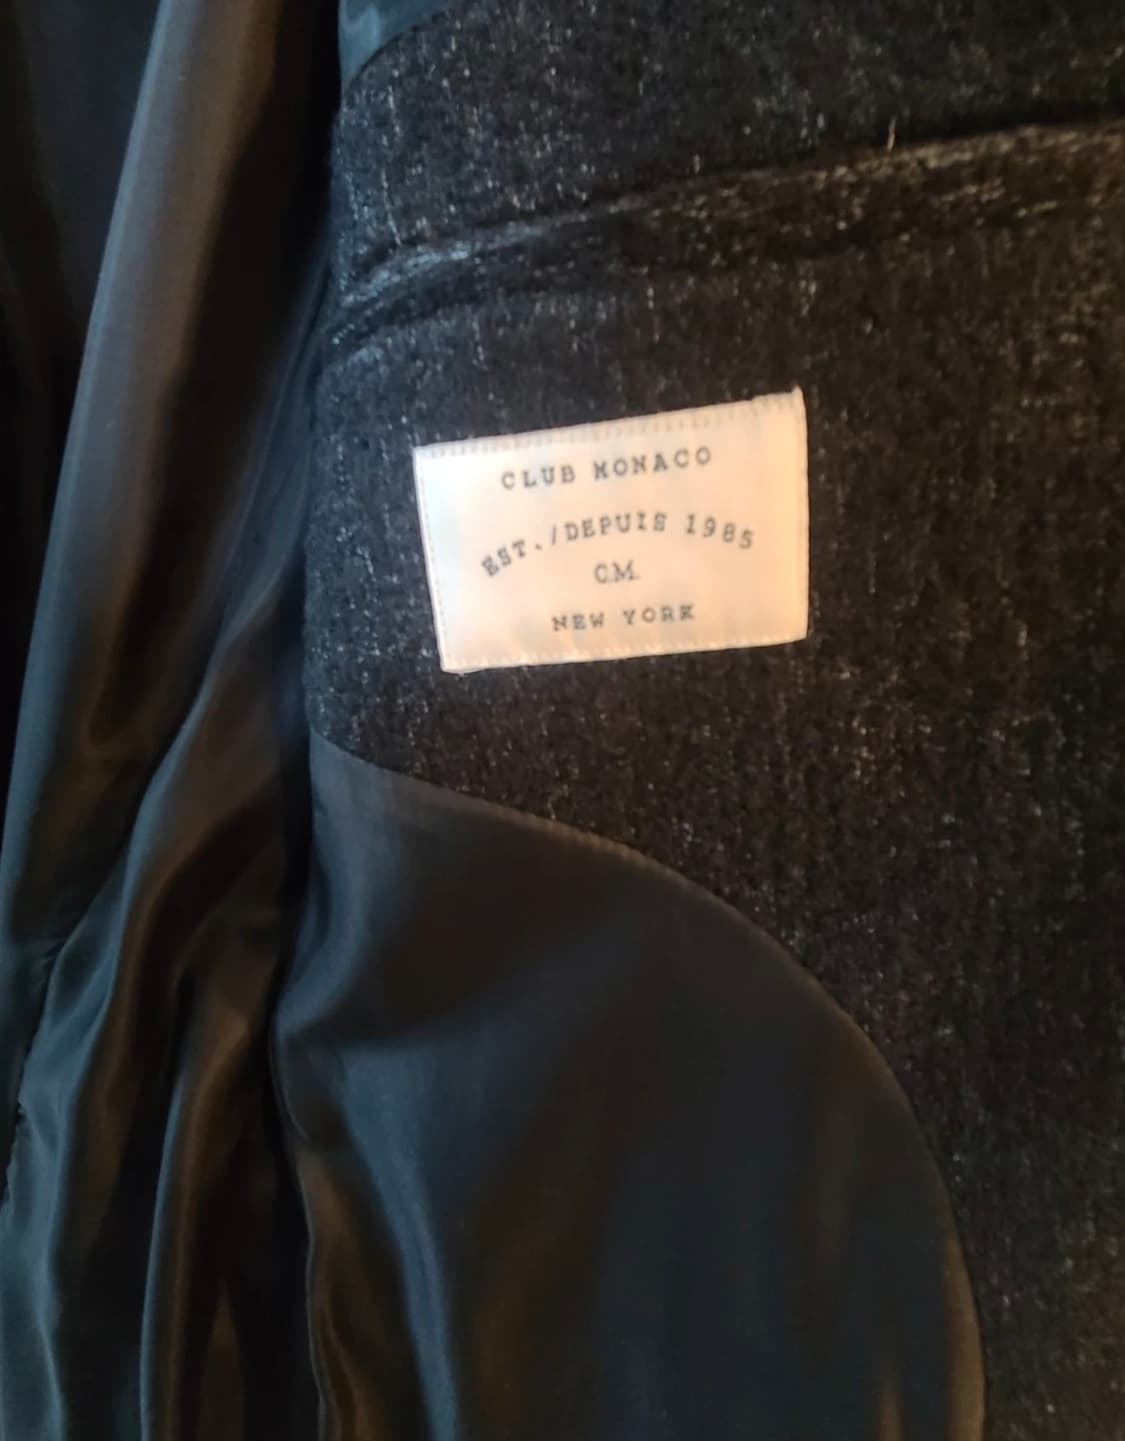 CLUB MONACO
EST./DEPUIS 1985
C.M.
NEW YORK